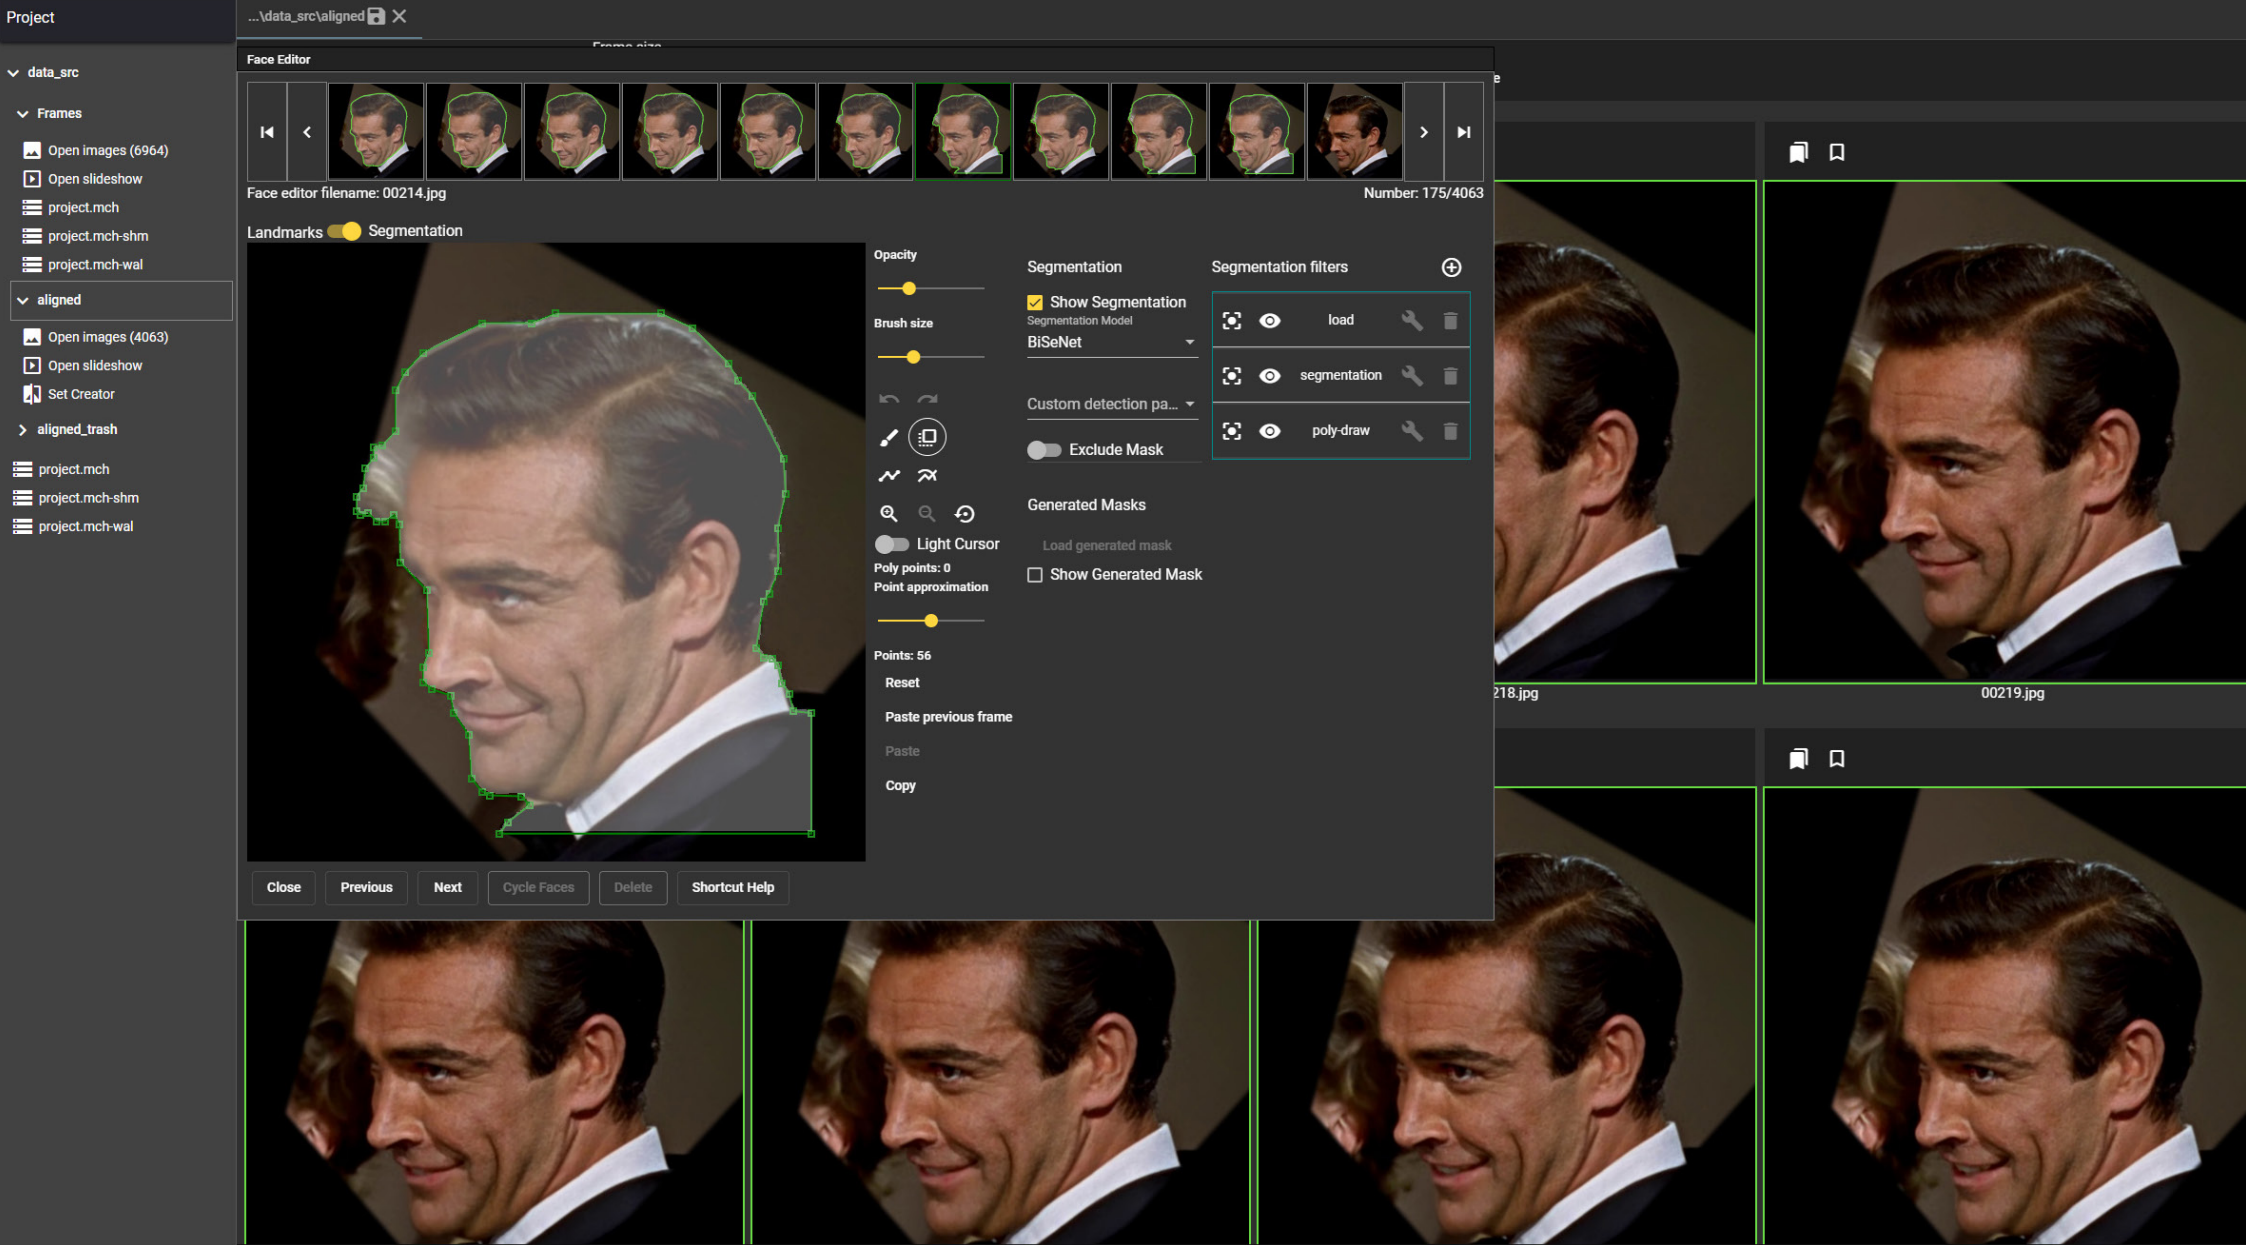 Project
...\data_src\aligned
Face Editor
data_src
Frames
Open images (6964)
Open slideshow
project.mch
project.mch-shm
project.mch-wal
aligned
Open images (4063)
Open slideshow
Set Creator
aligned_trash
project.mch
project.mch-shm
project.mch-wal
Face editor filename: 00214.jpg
Number: 175/4063
Landmarks
Segmentation
Opacity
Brush size
Light Cursor
Poly points: 0
Point approximation
Points: 56
Reset
Paste previous frame
Paste
Copy
Segmentation
Show Segmentation
Segmentation Model
BiSeNet
Custom detection pa...
Exclude Mask
Generated Masks
Load generated mask
Show Generated Mask
Segmentation filters
load
segmentation
poly-draw
Close
Previous
Next
Cycle Faces
Delete
Shortcut Help
218.jpg
00219.jpg